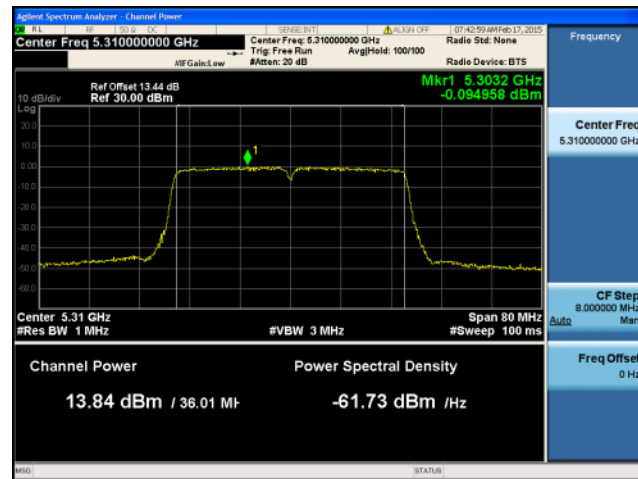 Agilent Spectrum Analyzer - Channel Power
RL RF 50 Ω DC SENSE:INT ALIGN OFF 07:42:59 AM Feb 17, 2015
Center Freq 5.310000000 GHz
Center Freq: 5.310000000 GHz
Radio Std: None
Trig: Free Run Avg|Hold: 100/100
#IFGain:Low #Atten: 20 dB Radio Device: BTS
Mkr1 5.3032 GHz
-0.094958 dBm
Ref Offset 13.44 dB
10 dB/div Ref 30.00 dBm
Log
20.0
10.0
0.00
-10.0
-20.0
-30.0
-40.0
-50.0
-60.0
1
Center 5.31 GHz Span 80 MHz
#Res BW 1 MHz #VBW 3 MHz #Sweep 100 ms
Channel Power Power Spectral Density
13.84 dBm / 36.01 MH -61.73 dBm /Hz
MSG STATUS
Frequency
Center Freq
5.310000000 GHz
CF Step
8.000000 MHz
Auto Man
Freq Offset
0 Hz